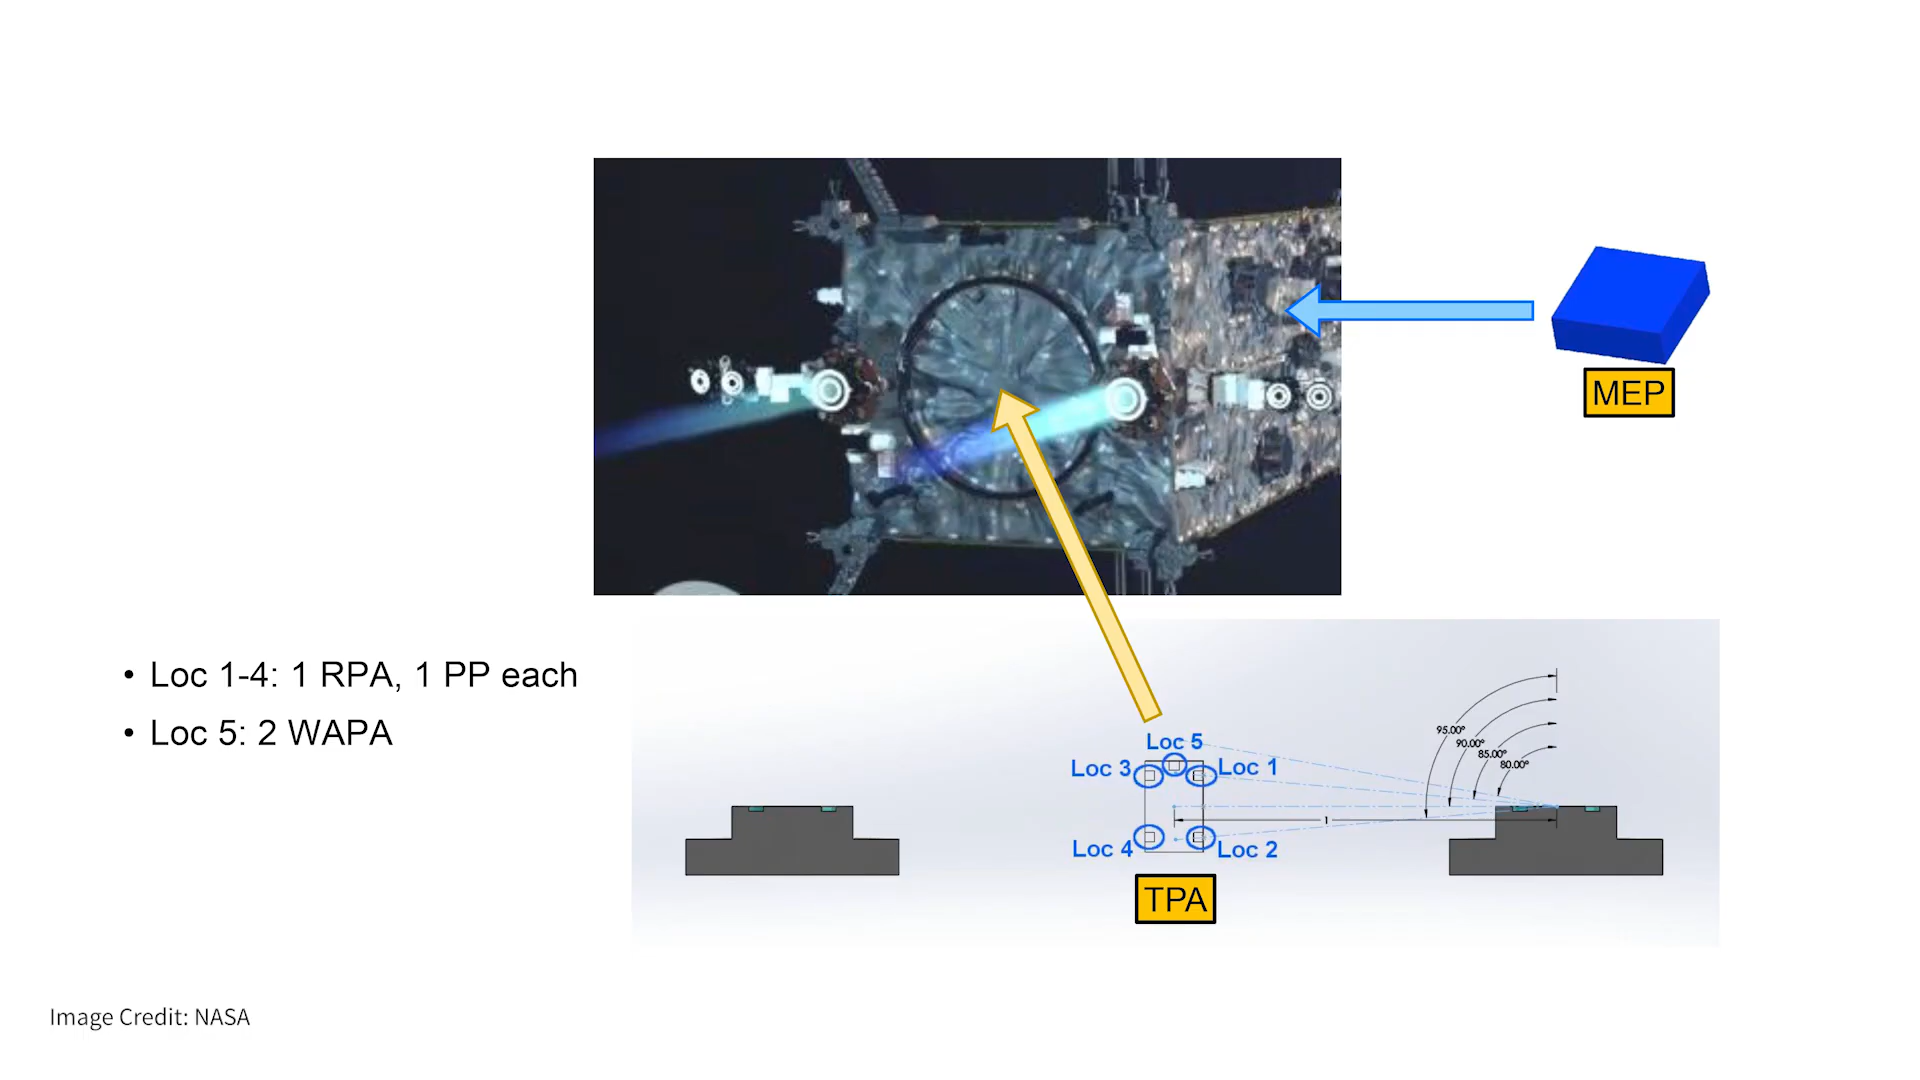 MEP
• Loc 1-4: 1 RPA, 1 PP each
• Loc 5: 2 WAPA
95.00°
90.00°
85.00°
80.00°
Loc 5
Loc 3
Loc 1
1
Loc 4
Loc 2
TPA
Image Credit: NASA